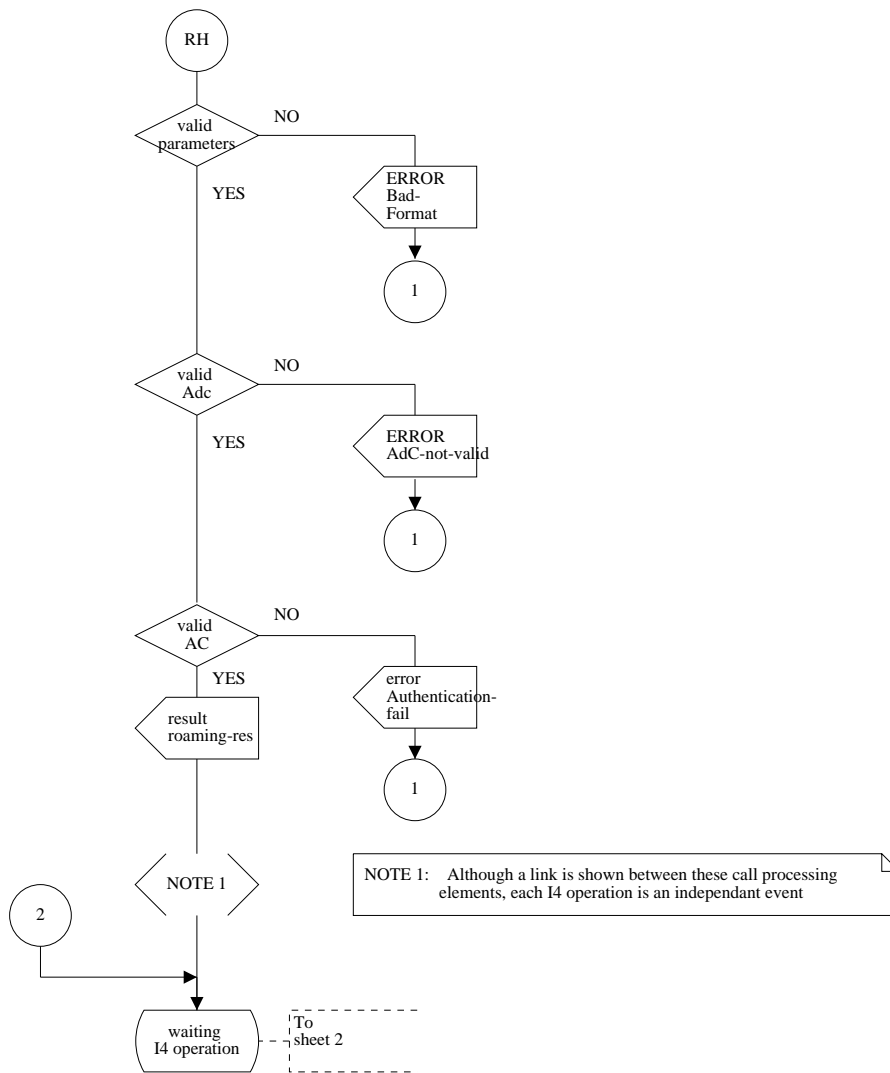 RH
valid
parameters
NO
YES
ERROR
Bad-
Format
1
valid
Adc
NO
YES
ERROR
AdC-not-valid
1
valid
AC
NO
YES
error
Authentication-
fail
result
roaming-res
1
NOTE 1
NOTE 1: Although a link is shown between these call processing
elements, each I4 operation is an independant event
2
waiting
I4 operation
To
sheet 2